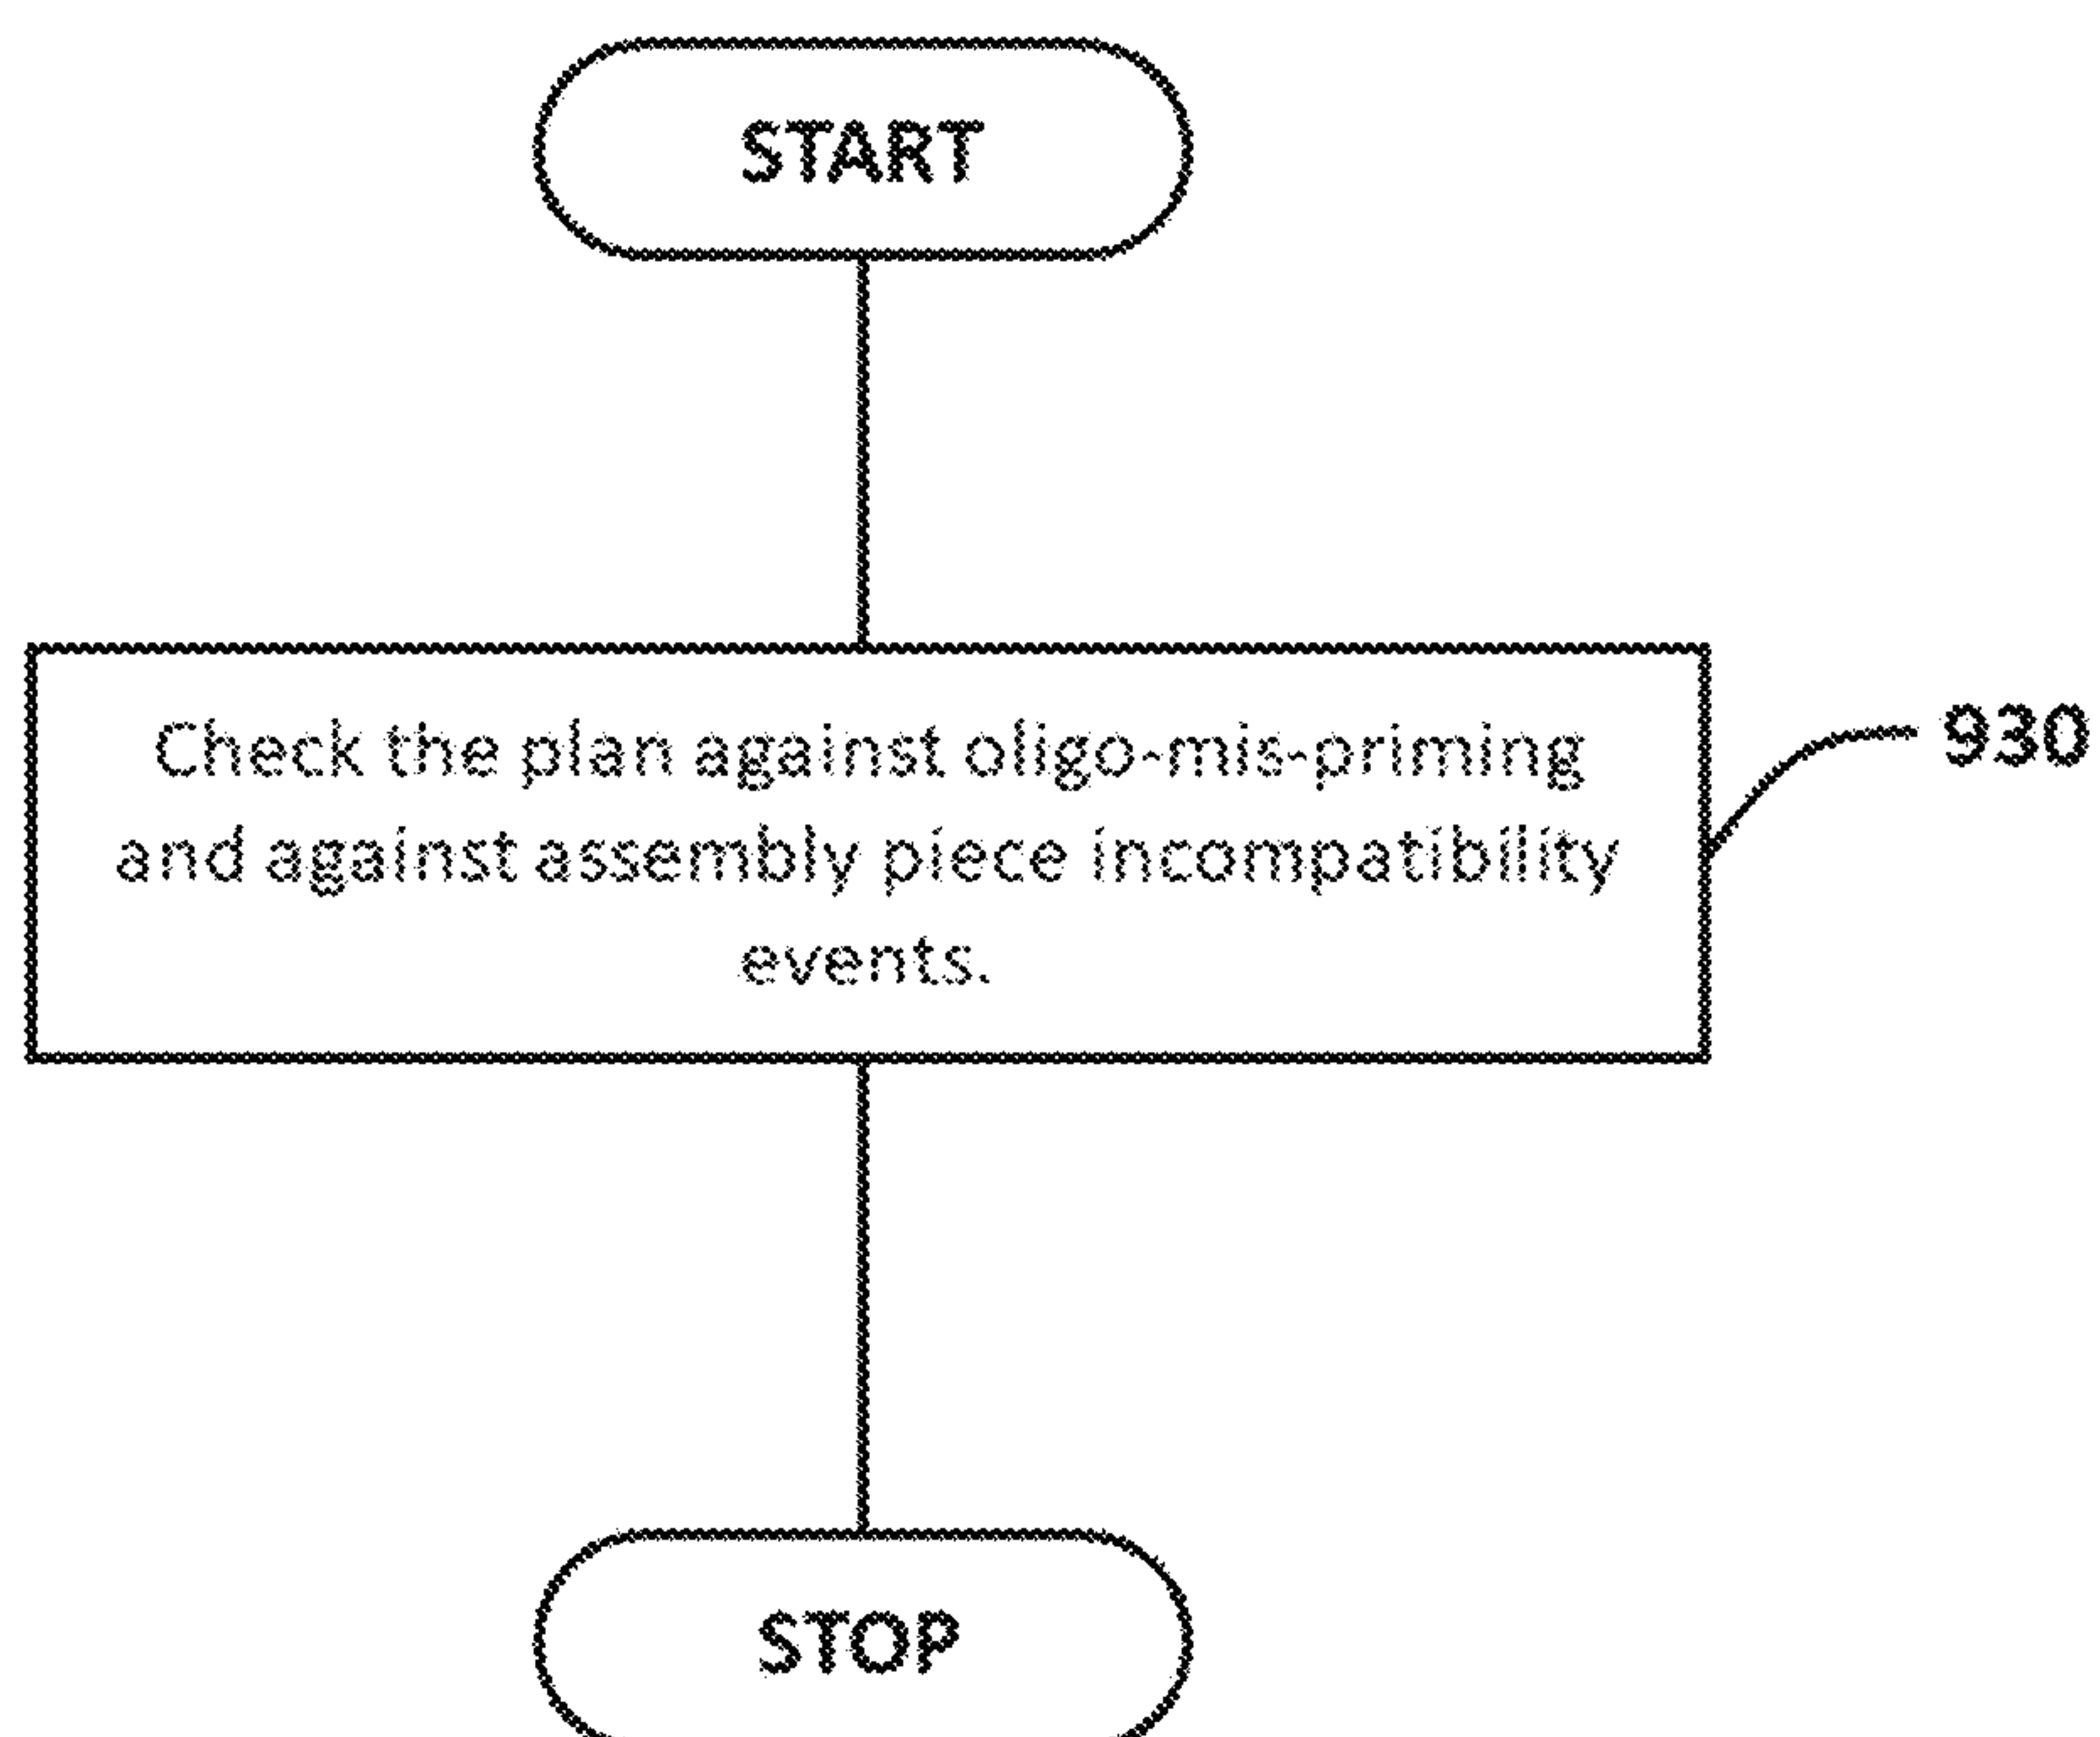 START
Check the plan against oligo-mis-priming
and against assembly piece incompatibility
events.
930
STOP